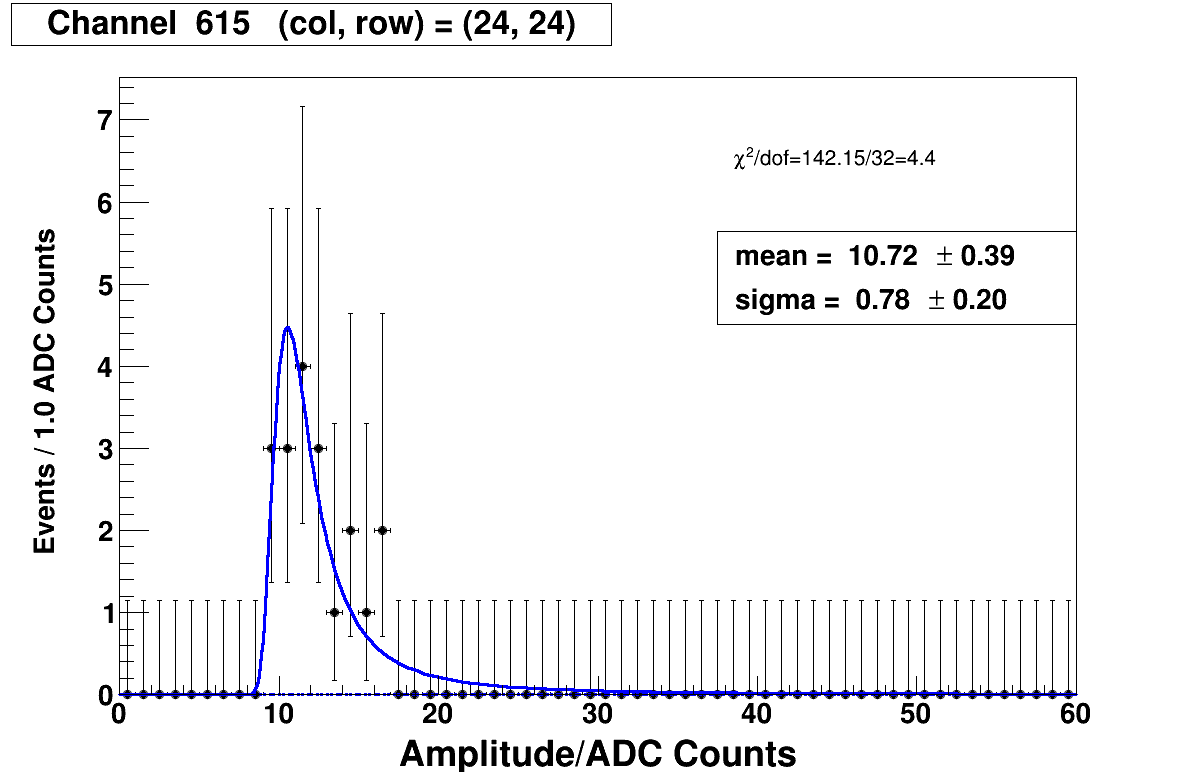 Channel 615 (col, row) = (24, 24)
χ²/dof=142.15/32=4.4
mean = 10.72 ± 0.39
sigma = 0.78 ± 0.20
Events / 1.0 ADC Counts
7
6
5
4
3
2
1
0
0 10 20 30 40 50 60
Amplitude/ADC Counts